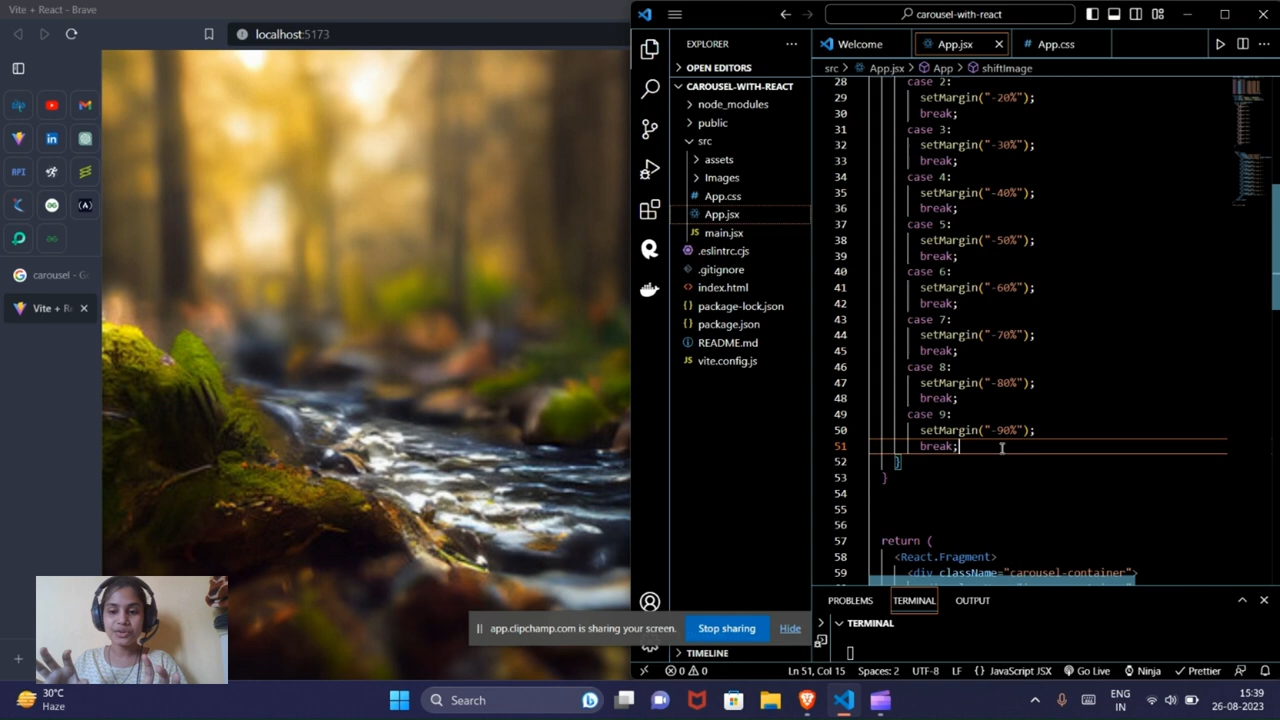 Vite + React - Brave
localhost:5173
RPI
carousel - Go
Vite + Re
carousel-with-react
EXPLORER
OPEN EDITORS
CAROUSEL-WITH-REACT
node_modules
public
src
assets
Images
# App.css
App.jsx
JS main.jsx
.eslintrc.cjs
.gitignore
<> index.html
{} package-lock.json
{} package.json
README.md
JS vite.config.js
TIMELINE
Welcome
App.jsx
# App.css
src > App.jsx > App > shiftImage
28 case 2:
29 setMargin("-20%");
30 break;
31 case 3:
32 setMargin("-30%");
33 break;
34 case 4:
35 setMargin("-40%");
36 break;
37 case 5:
38 setMargin("-50%");
39 break;
40 case 6:
41 setMargin("-60%");
42 break;
43 case 7:
44 setMargin("-70%");
45 break;
46 case 8:
47 setMargin("-80%");
48 break;
49 case 9:
50 setMargin("-90%");
51 break;
52 }
53 }
54
55
56
57 return (
58 <React.Fragment>
59 <div className="carousel-container">
PROBLEMS TERMINAL OUTPUT
TERMINAL
app.clipchamp.com is sharing your screen.
Stop sharing
Hide
0 0
Ln 51, Col 15 Spaces: 2 UTF-8 LF {} JavaScript JSX Go Live Ninja Prettier
30°C
Haze
Search
ENG
IN
15:39
26-08-2023